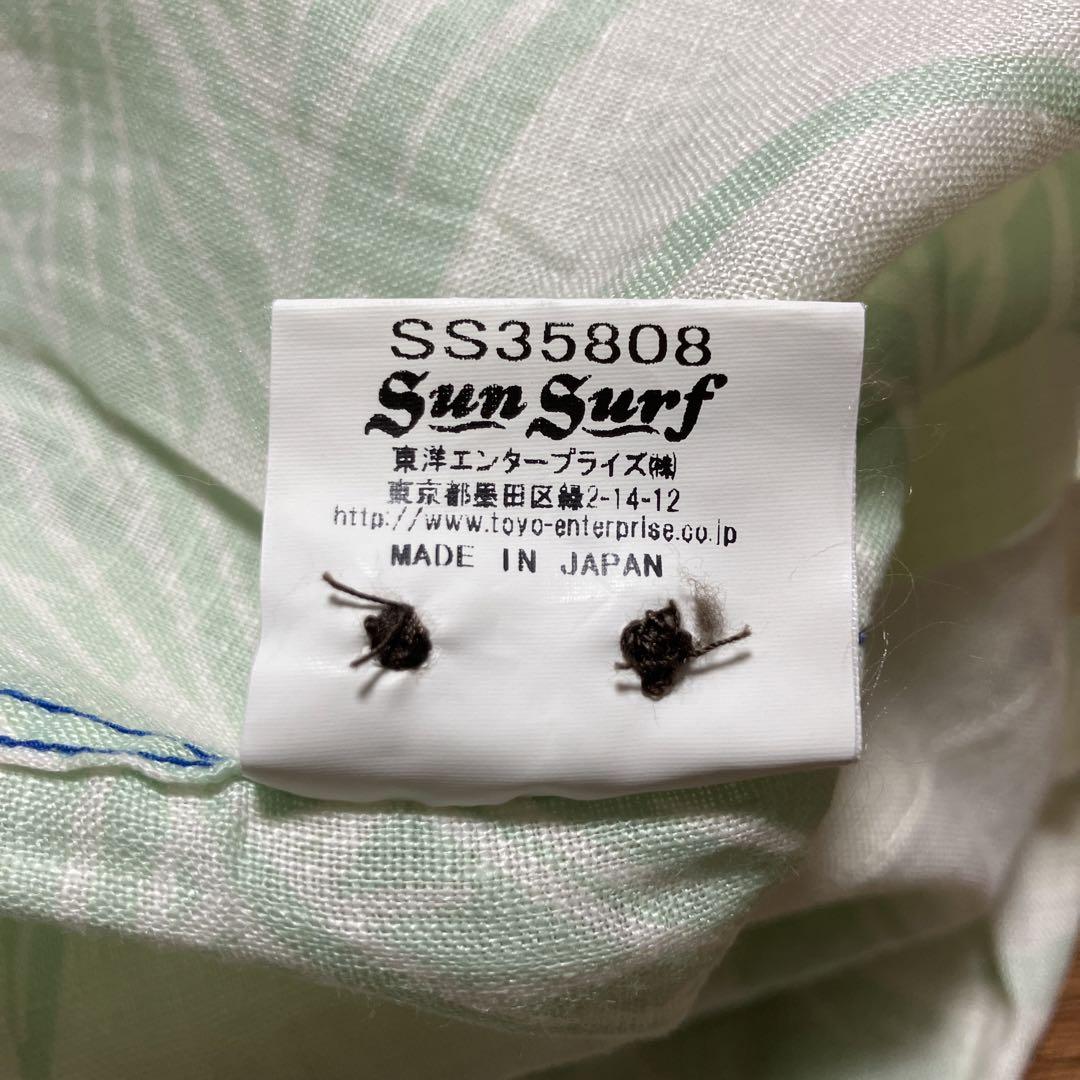 SS35808
Sun Surf
東洋エンタープライズ㈱
東京都墨田区緑2-14-12
http://www.toyo-enterprise.co.jp
MADE IN JAPAN